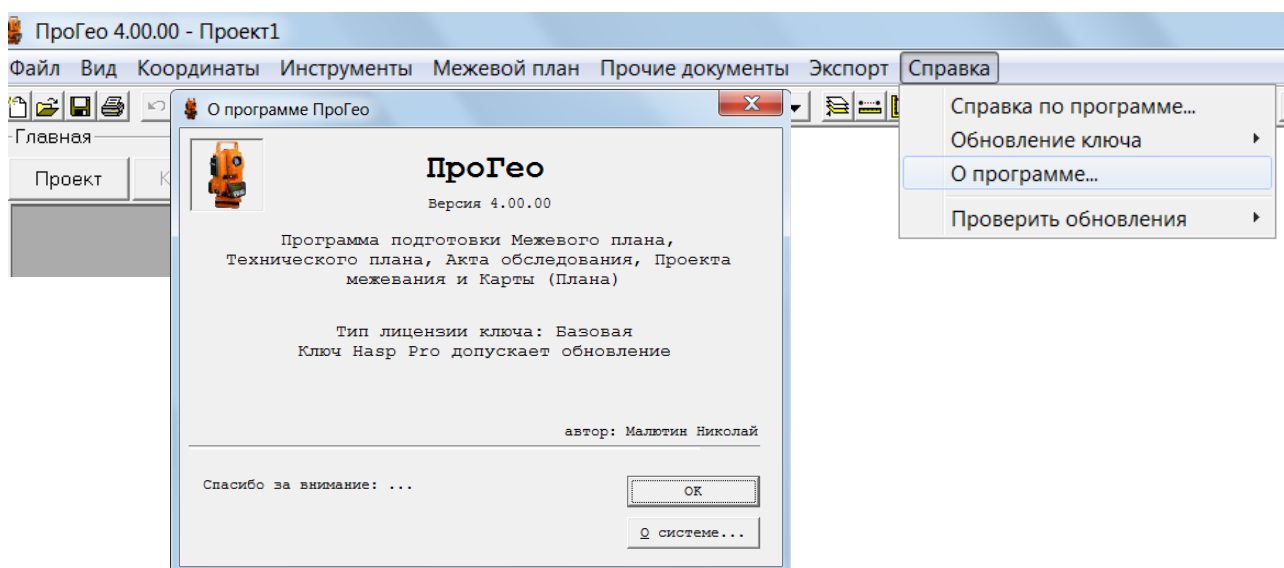 ПроГео 4.00.00 - Проект1
Файл Вид Координаты Инструменты Межевой план Прочие документы Экспорт Справка
Главная
Проект
О программе ПроГео
ПроГео
Версия 4.00.00
Программа подготовки Межевого плана,
Технического плана, Акта обследования, Проекта
межевания и Карты (Плана)
Тип лицензии ключа: Базовая
Ключ Hasp Pro допускает обновление
автор: Малютин Николай
Спасибо за внимание: ...
ОК
О системе...
Справка по программе...
Обновление ключа
О программе...
Проверить обновления